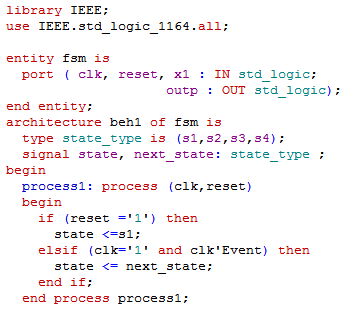 library IEEE;
use IEEE.std_logic_1164.all;

entity fsm is
  port ( clk, reset, x1 : IN std_logic;
                    outp : OUT std_logic);
end entity;
architecture beh1 of fsm is
  type state_type is (s1,s2,s3,s4);
  signal state, next_state: state_type ;
begin
  process1: process (clk,reset)
  begin
    if (reset ='1') then
      state <=s1;
    elsif (clk='1' and clk'Event) then
      state <= next_state;
    end if;
  end process process1;